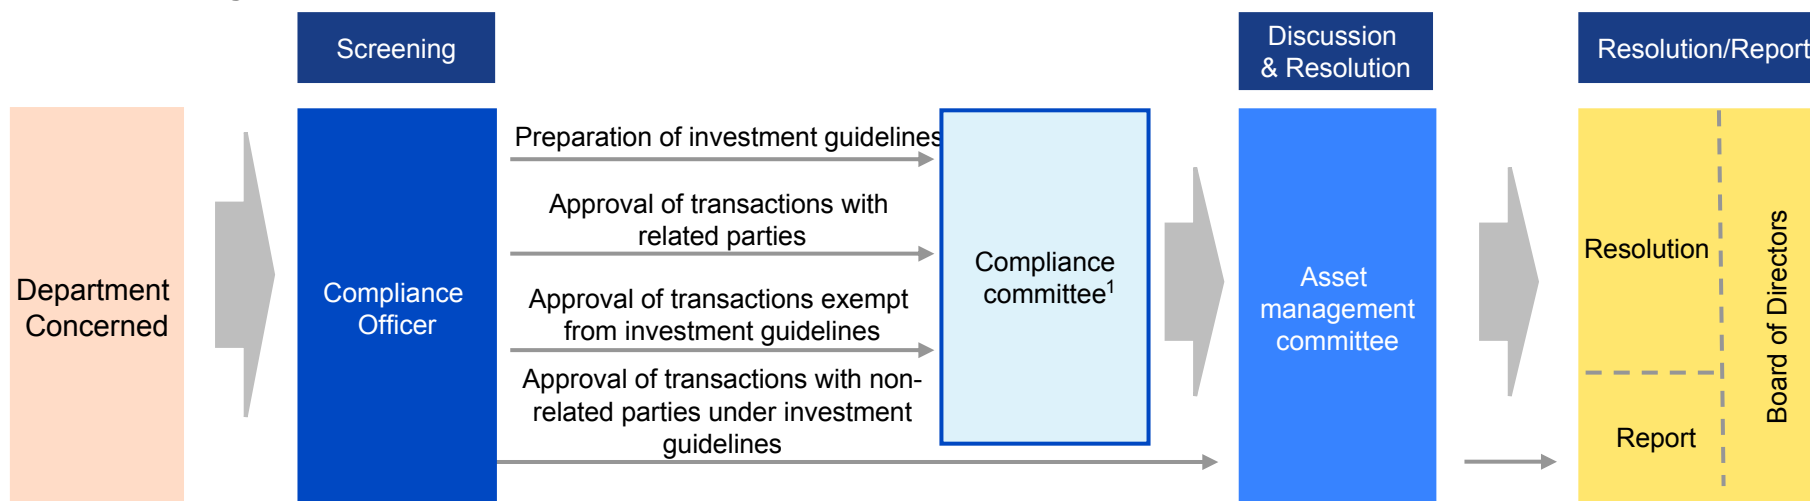 Screening
Discussion
& Resolution
Resolution/Report
Department
Concerned
Compliance
Officer
Preparation of investment guidelines
Approval of transactions with
related parties
Approval of transactions exempt
from investment guidelines
Approval of transactions with non-
related parties under investment
guidelines
Compliance
committee¹
Asset
management
committee
Resolution
Report
Board of Directors